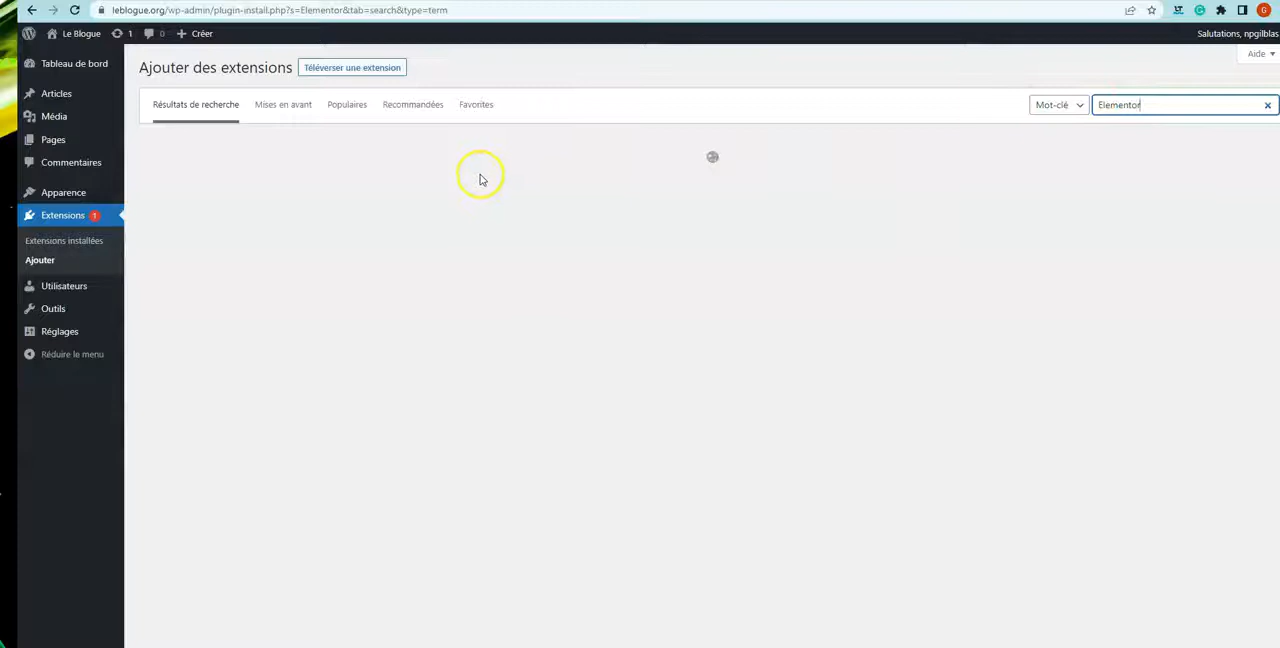 leblogue.org/wp-admin/plugin-install.php?s=Elementor&tab=search&type=term
G
Le Blogue 1 0 Créer
Salutations, npgilblas
Tableau de bord
Articles
Média
Pages
Commentaires
Apparence
Extensions 1
Extensions installées
Ajouter
Utilisateurs
Outils
Réglages
Réduire le menu
Aide
Ajouter des extensions Téléverser une extension
Résultats de recherche Mises en avant Populaires Recommandées Favorites
Mot-clé Elementor